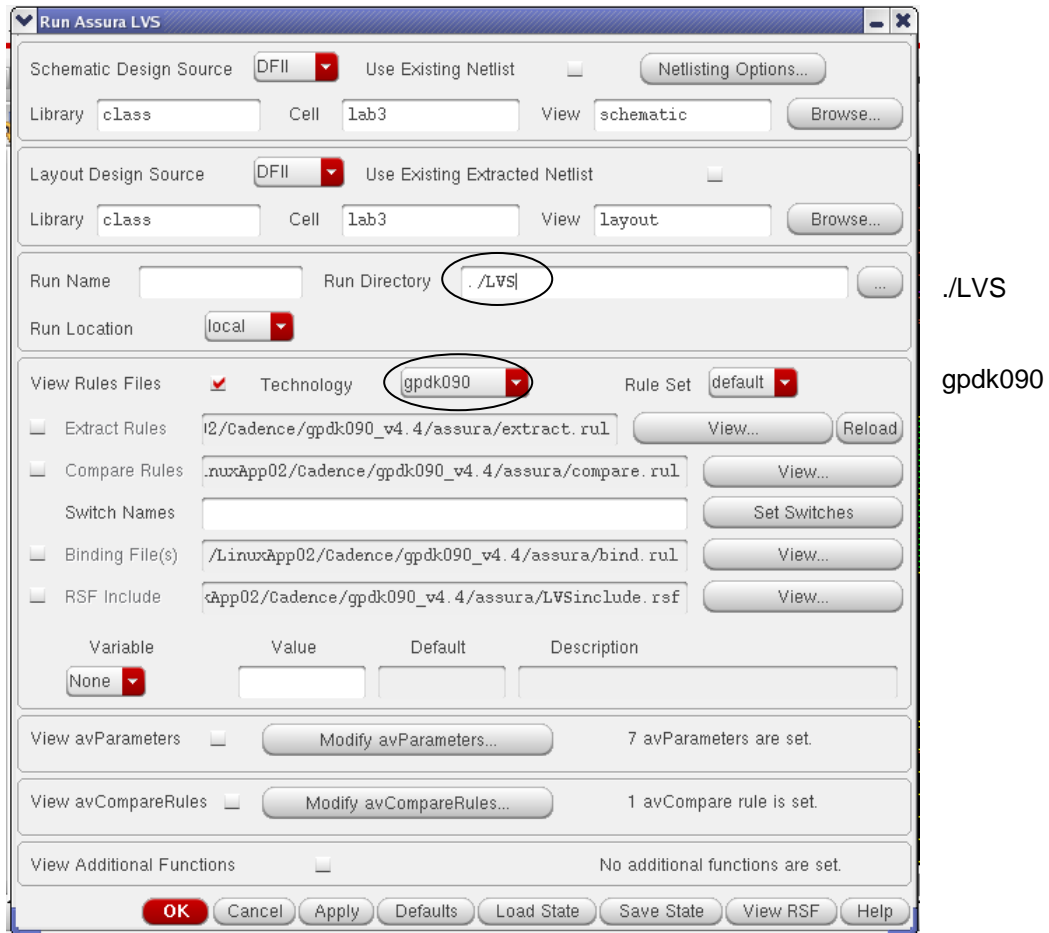 Run Assura LVS
Schematic Design Source DFII Use Existing Netlist Netlisting Options...
Library class Cell lab3 View schematic Browse...
Layout Design Source DFII Use Existing Extracted Netlist
Library class Cell lab3 View layout Browse...
Run Name Run Directory ./LVS ... ./LVS
Run Location local
View Rules Files Technology gpdk090 Rule Set default gpdk090
Extract Rules 02/Cadence/gpdk090_v4.4/assura/extract.rul View... Reload
Compare Rules .nuxApp02/Cadence/gpdk090_v4.4/assura/compare.rul View...
Switch Names Set Switches
Binding File(s) /LinuxApp02/Cadence/gpdk090_v4.4/assura/bind.rul View...
RSF Include xApp02/Cadence/gpdk090_v4.4/assura/LVSinclude.rsf View...
Variable Value Default Description
None
View avParameters Modify avParameters... 7 avParameters are set.
View avCompareRules Modify avCompareRules... 1 avCompare rule is set.
View Additional Functions No additional functions are set.
OK Cancel Apply Defaults Load State Save State View RSF Help